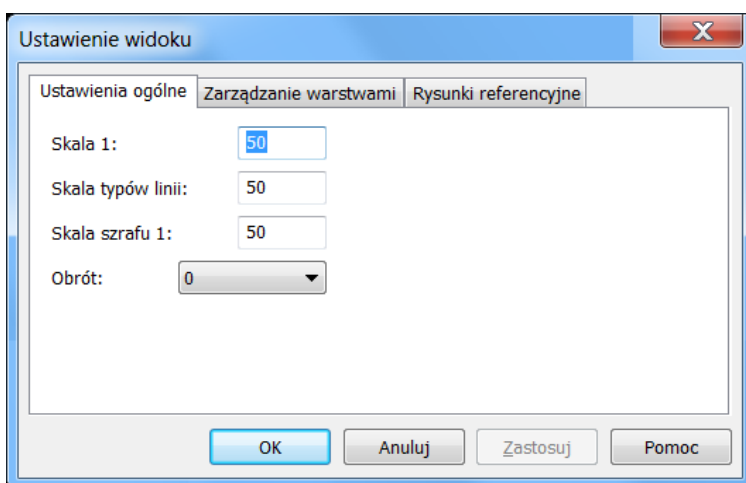 Ustawienie widoku
Ustawienia ogólne Zarządzanie warstwami Rysunki referencyjne
Skala 1: 50
Skala typów linii: 50
Skala szrafu 1: 50
Obrót: 0
OK Anuluj Zastosuj Pomoc